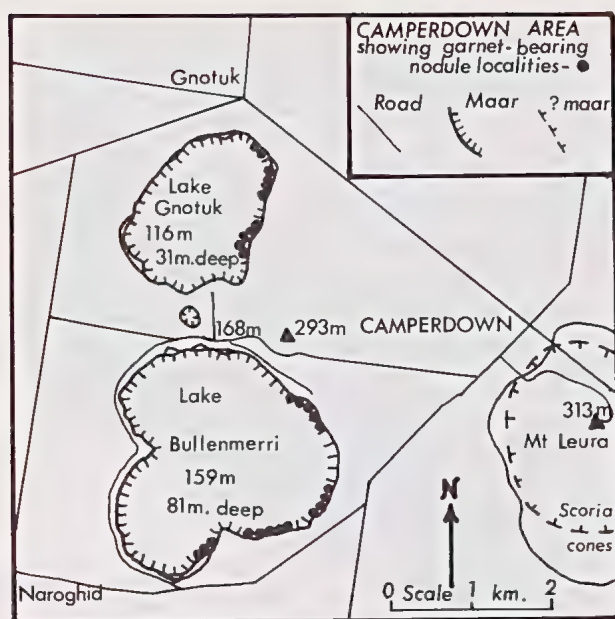 CAMPERDOWN AREA
showing garnet-bearing
nodule localities-
Road Maar ? maar
Gnotuk
Lake
Gnotuk
116m
31m. deep
168m 293m CAMPERDOWN
Lake
Bullenmerri
159m
81m. deep
313m
Mt Leura
Scoria
cones
N
0 Scale 1 km. 2
Naroghid